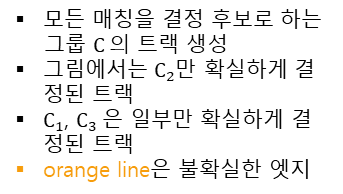 ▪ 모든 매칭을 결정 후보로 하는
그룹 C 의 트랙 생성
▪ 그림에서는 C₂만 확실하게 결
정된 트랙
▪ C₁, C₃ 은 일부만 확실하게 결
정된 트랙
▪ orange line은 불확실한 엣지